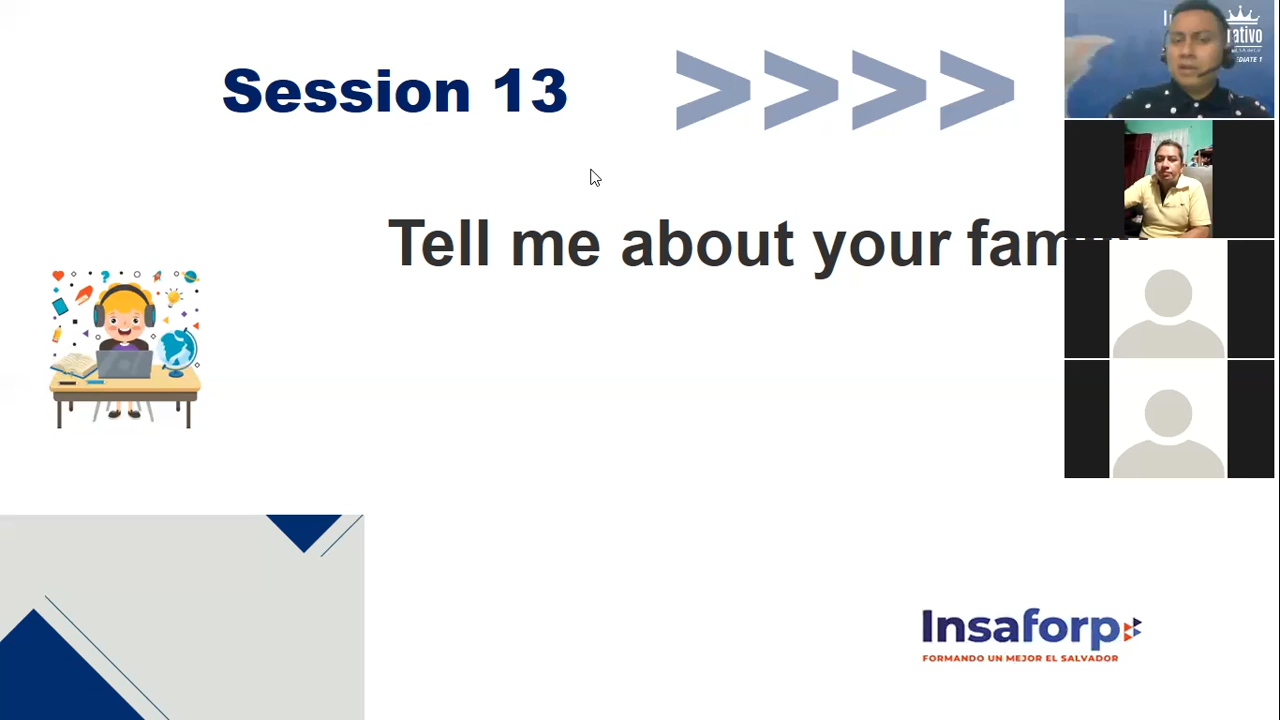 Session 13
>>>>
Tell me about your fam
Insaforp
FORMANDO UN MEJOR EL SALVADOR